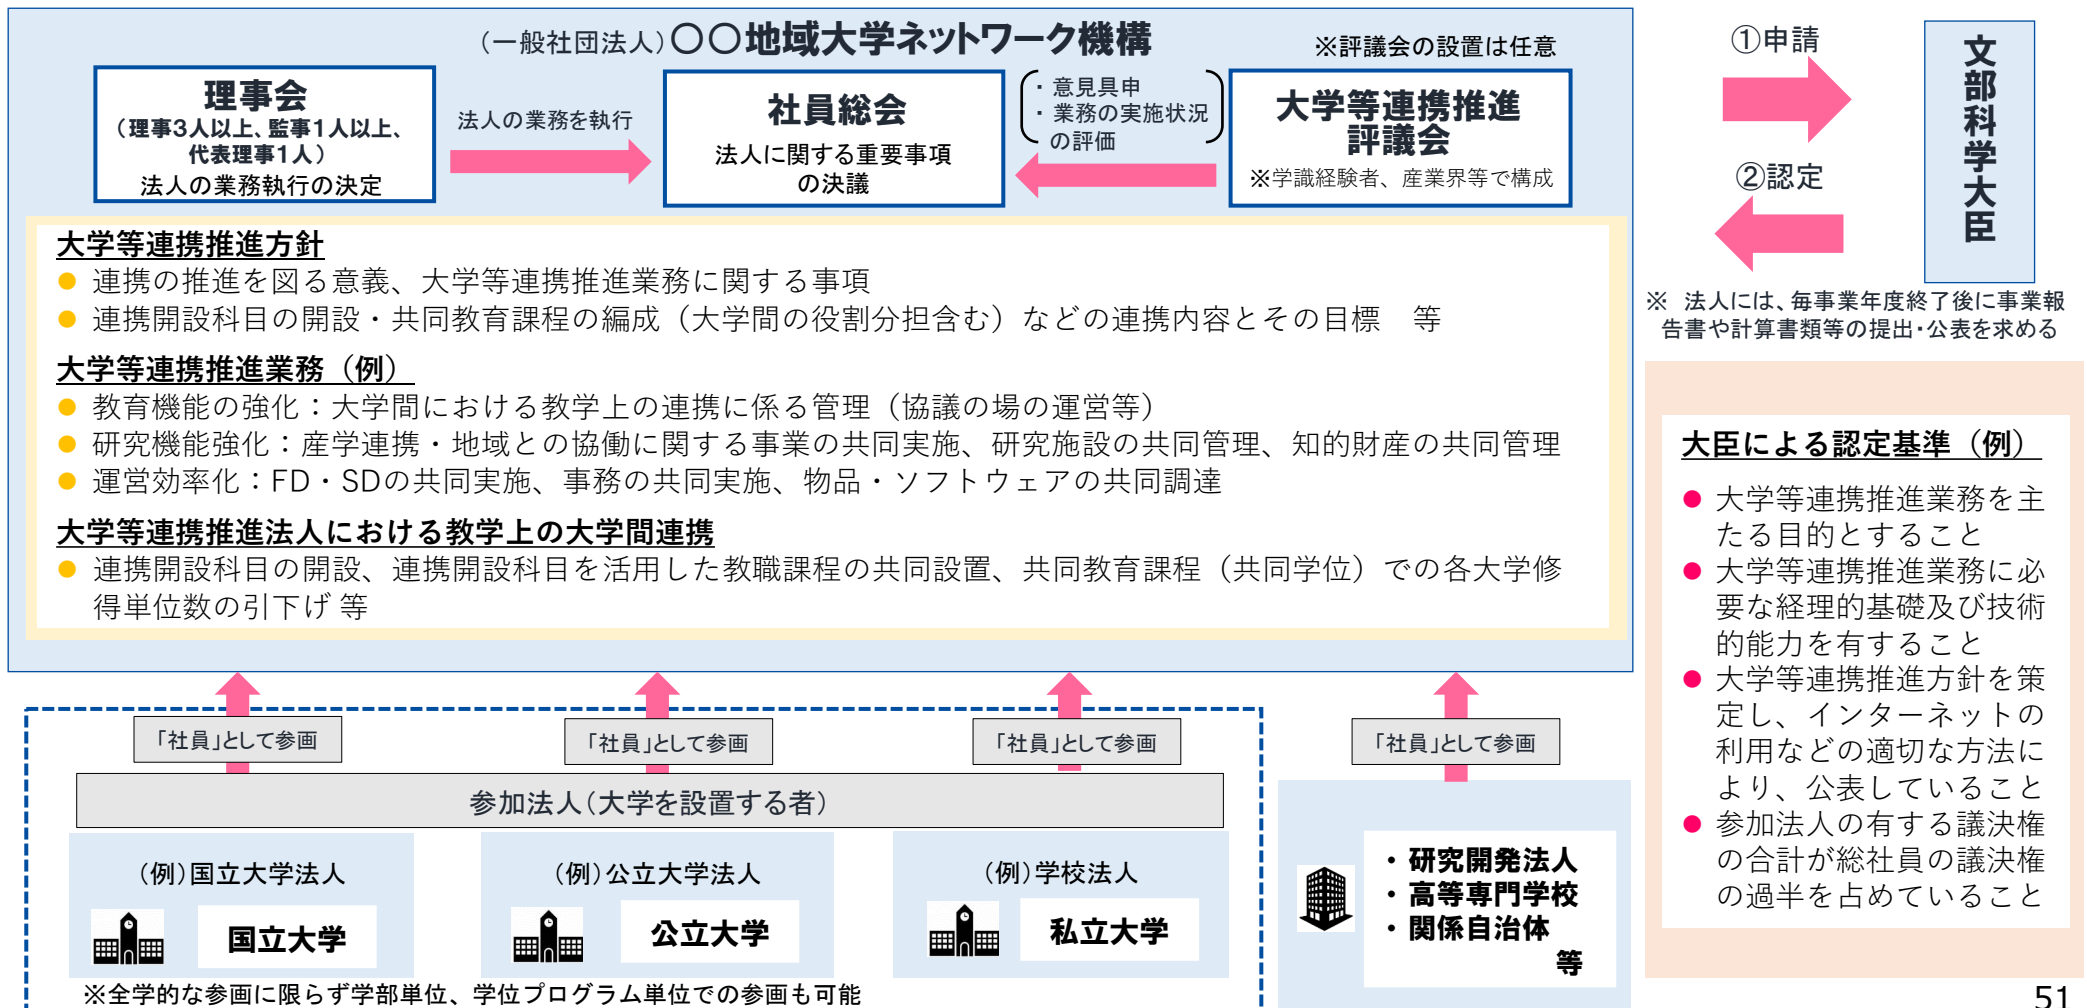 (一般社団法人)〇〇地域大学ネットワーク機構
※評議会の設置は任意
理事会
(理事3人以上、監事1人以上、
代表理事1人)
法人の業務執行の決定
法人の業務を執行
社員総会
法人に関する重要事項
の決議
・意見具申
・業務の実施状況
の評価
大学等連携推進
評議会
※学識経験者、産業界等で構成
①申請
②認定
文部科学大臣
※ 法人には、毎事業年度終了後に事業報
告書や計算書類等の提出・公表を求める
大学等連携推進方針
● 連携の推進を図る意義、大学等連携推進業務に関する事項
● 連携開設科目の開設・共同教育課程の編成(大学間の役割分担含む)などの連携内容とその目標 等
大学等連携推進業務(例)
● 教育機能の強化:大学間における教学上の連携に係る管理(協議の場の運営等)
● 研究機能強化:産学連携・地域との協働に関する事業の共同実施、研究施設の共同管理、知的財産の共同管理
● 運営効率化:FD・SDの共同実施、事務の共同実施、物品・ソフトウェアの共同調達
大学等連携推進法人における教学上の大学間連携
● 連携開設科目の開設、連携開設科目を活用した教職課程の共同設置、共同教育課程(共同学位)での各大学修
得単位数の引下げ 等
大臣による認定基準(例)
● 大学等連携推進業務を主
たる目的とすること
● 大学等連携推進業務に必
要な経理的基礎及び技術
的能力を有すること
● 大学等連携推進方針を策
定し、インターネットの
利用などの適切な方法に
より、公表していること
● 参加法人の有する議決権
の合計が総社員の議決権
の過半を占めていること
「社員」として参画
「社員」として参画
「社員」として参画
「社員」として参画
参加法人(大学を設置する者)
(例)国立大学法人
国立大学
(例)公立大学法人
公立大学
(例)学校法人
私立大学
・研究開発法人
・高等専門学校
・関係自治体
等
※全学的な参画に限らず学部単位、学位プログラム単位での参画も可能
51